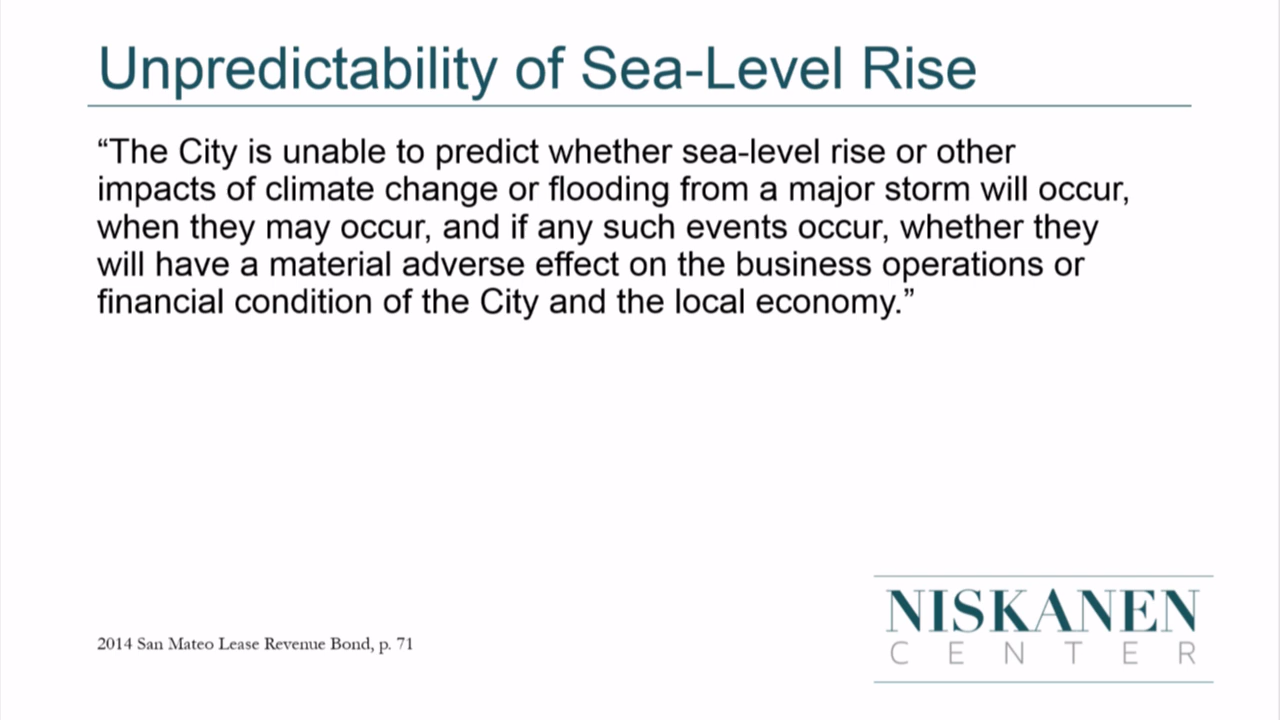 Unpredictability of Sea-Level Rise
“The City is unable to predict whether sea-level rise or other
impacts of climate change or flooding from a major storm will occur,
when they may occur, and if any such events occur, whether they
will have a material adverse effect on the business operations or
financial condition of the City and the local economy.”
2014 San Mateo Lease Revenue Bond, p. 71
NISKANEN
CENTER